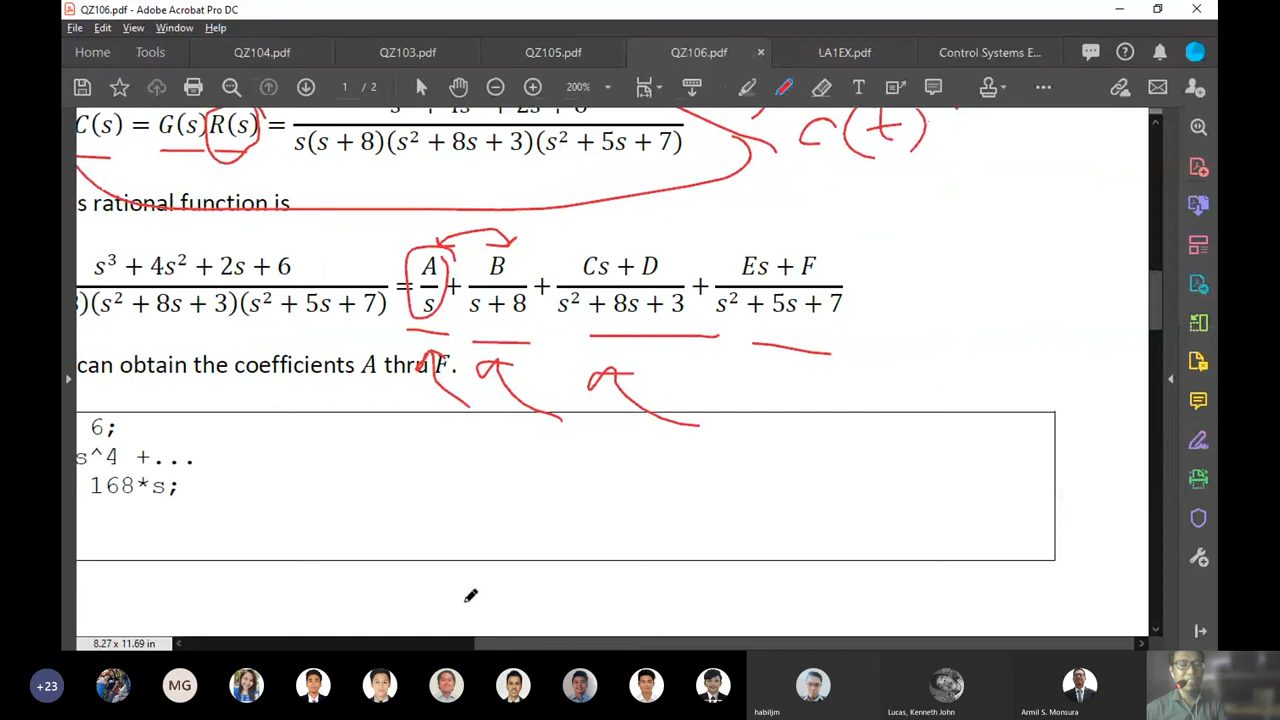 QZ106.pdf - Adobe Acrobat Pro DC
File Edit View Window Help
Home Tools QZ104.pdf QZ103.pdf QZ105.pdf QZ106.pdf × LA1EX.pdf Control Systems E...
1 / 2 200%
C(s) = G(s)R(s) =
s(s + 8)(s² + 8s + 3)(s² + 5s + 7)
c(t)
s rational function is
s³ + 4s² + 2s + 6
)(s² + 8s + 3)(s² + 5s + 7)
= A/s + B/(s + 8) + (Cs + D)/(s² + 8s + 3) + (Es + F)/(s² + 5s + 7)
can obtain the coefficients A thru F.
6;
s^4 +...
168*s;
8.27 x 11.69 in
+23 MG habiljm Lucas, Kenneth John Armil S. Monsura